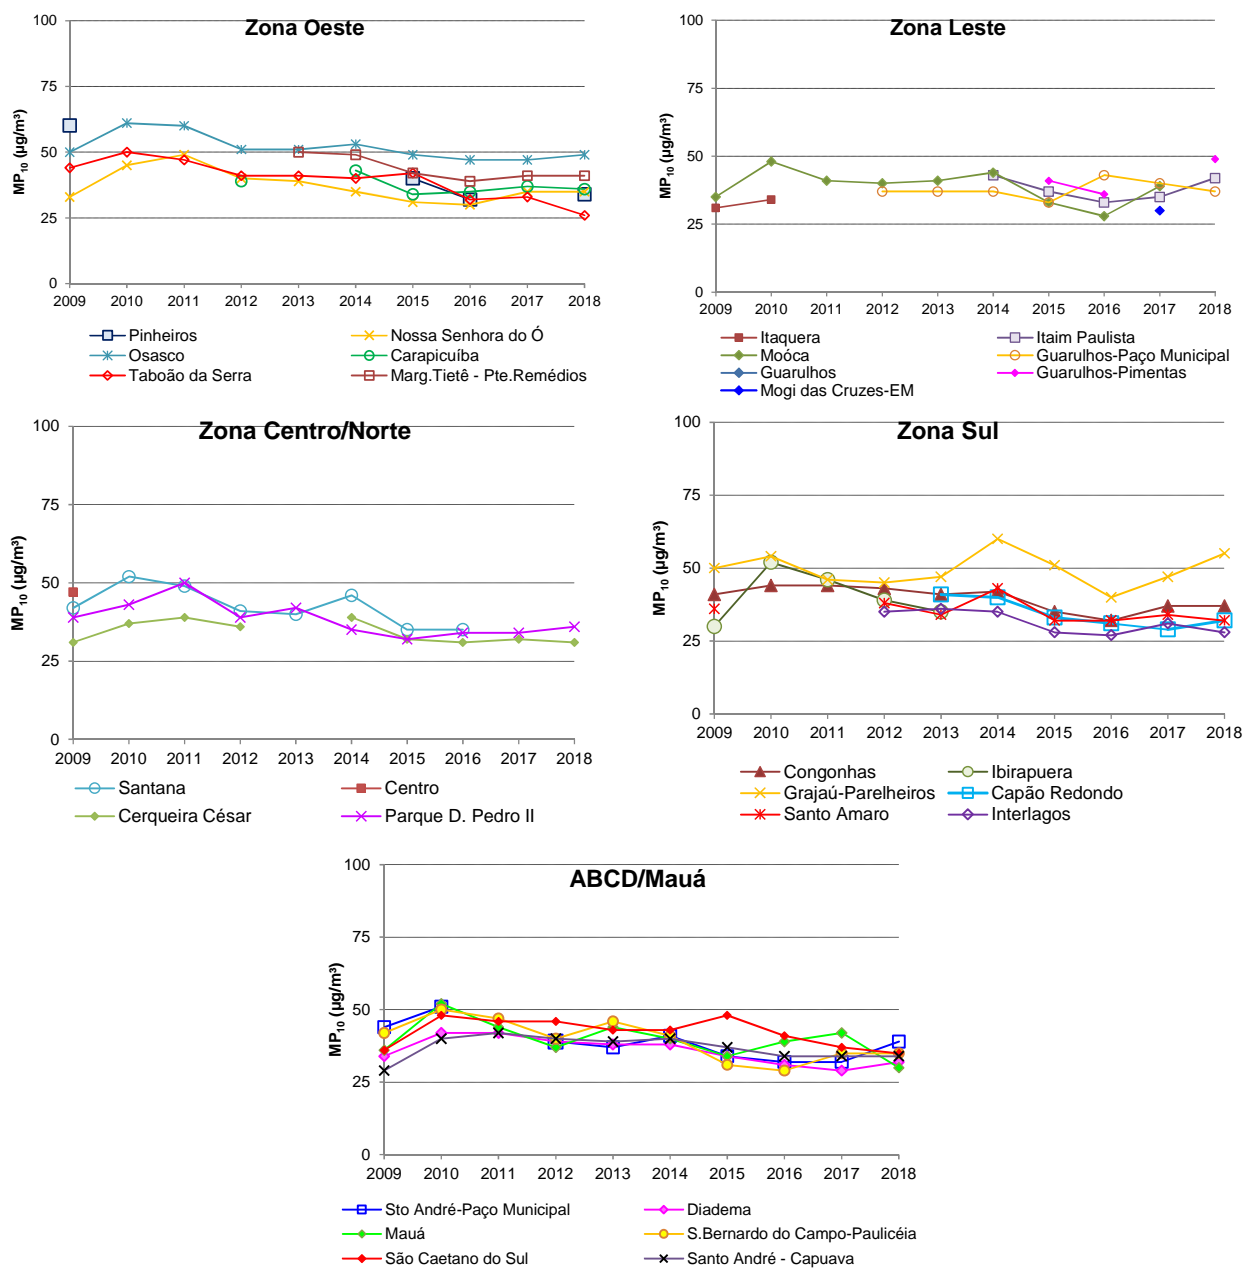 Zona Oeste
MP10 (µg/m³)
100
75
50
25
0
2009 2010 2011 2012 2013 2014 2015 2016 2017 2018
Pinheiros Nossa Senhora do Ó
Osasco Carapicuíba
Taboão da Serra Marg.Tietê - Pte.Remédios
Zona Leste
MP10 (µg/m³)
100
75
50
25
0
2009 2010 2011 2012 2013 2014 2015 2016 2017 2018
Itaquera Itaim Paulista
Moóca Guarulhos-Paço Municipal
Guarulhos Guarulhos-Pimentas
Mogi das Cruzes-EM
Zona Centro/Norte
MP10 (µg/m³)
100
75
50
25
0
2009 2010 2011 2012 2013 2014 2015 2016 2017 2018
Santana Centro
Cerqueira César Parque D. Pedro II
Zona Sul
MP10 (µg/m³)
100
75
50
25
0
2009 2010 2011 2012 2013 2014 2015 2016 2017 2018
Congonhas Ibirapuera
Grajaú-Parelheiros Capão Redondo
Santo Amaro Interlagos
ABCD/Mauá
MP10 (µg/m³)
100
75
50
25
0
2009 2010 2011 2012 2013 2014 2015 2016 2017 2018
Sto André-Paço Municipal Diadema
Mauá S.Bernardo do Campo-Paulicéia
São Caetano do Sul Santo André - Capuava